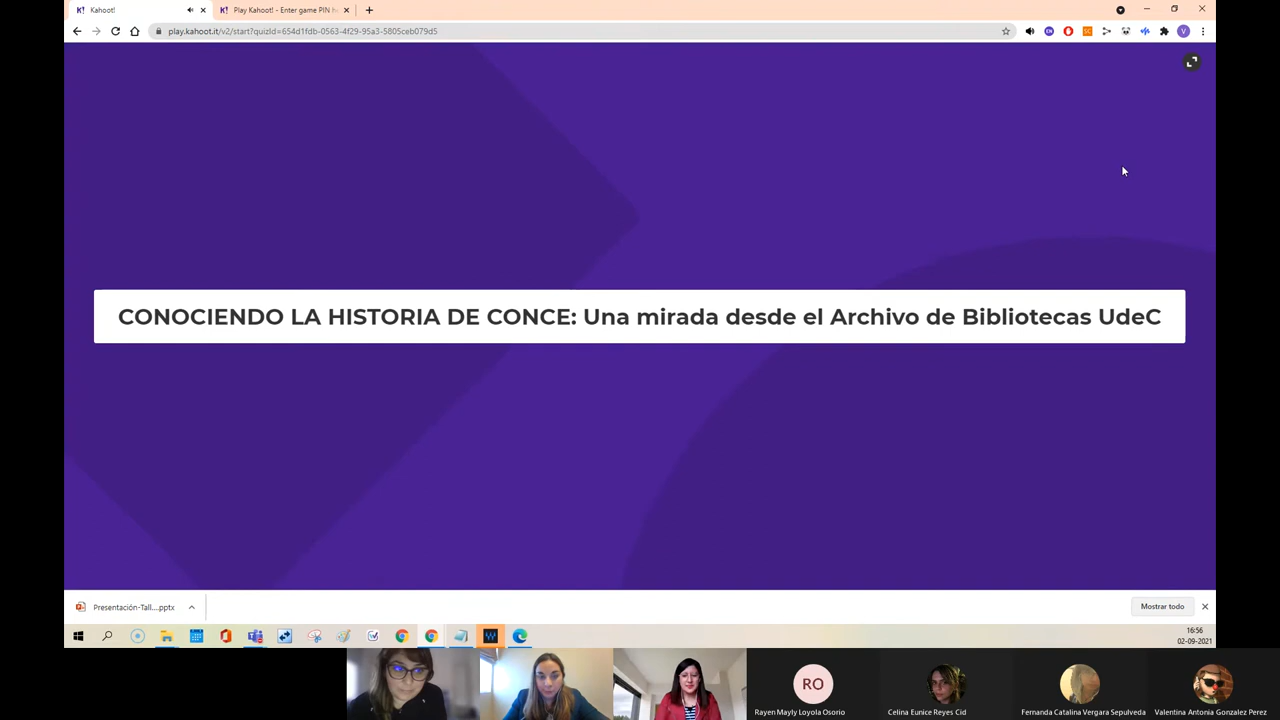 Kahoot!
Play Kahoot! - Enter game PIN h
play.kahoot.it/v2/start?quizId=654d1fdb-0563-4f29-95a3-5805ceb079d5
V
CONOCIENDO LA HISTORIA DE CONCE: Una mirada desde el Archivo de Bibliotecas UdeC
Presentación-Tall....pptx
Mostrar todo
16:56
02-09-2021
RO
Rayen Mayly Loyola Osorio
Celina Eunice Reyes Cid
Fernanda Catalina Vergara Sepulveda
Valentina Antonia Gonzalez Perez